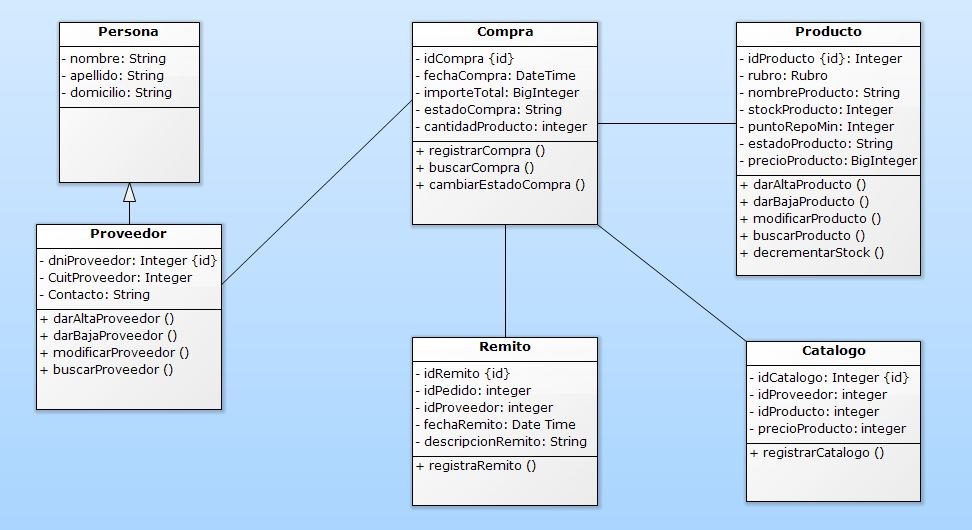 Persona
- nombre: String
- apellido: String
- domicilio: String
Proveedor
- dniProveedor: Integer {id}
- CuitProveedor: Integer
- Contacto: String
+ darAltaProveedor ()
+ darBajaProveedor ()
+ modificarProveedor ()
+ buscarProveedor ()
Compra
- idCompra {id}
- fechaCompra: DateTime
- importeTotal: BigInteger
- estadoCompra: String
- cantidadProducto: integer
+ registrarCompra ()
+ buscarCompra ()
+ cambiarEstadoCompra ()
Remito
- idRemito {id}
- idPedido: integer
- idProveedor: integer
- fechaRemito: Date Time
- descripcionRemito: String
+ registraRemito ()
Producto
- idProducto {id}: Integer
- rubro: Rubro
- nombreProducto: String
- stockProducto: Integer
- puntoRepoMin: Integer
- estadoProducto: String
- precioProducto: BigInteger
+ darAltaProducto ()
+ darBajaProducto ()
+ modificarProducto ()
+ buscarProducto ()
+ decrementarStock ()
Catalogo
- idCatalogo: Integer {id}
- idProveedor: integer
- idProducto: integer
- precioProducto: integer
+ registrarCatalogo ()